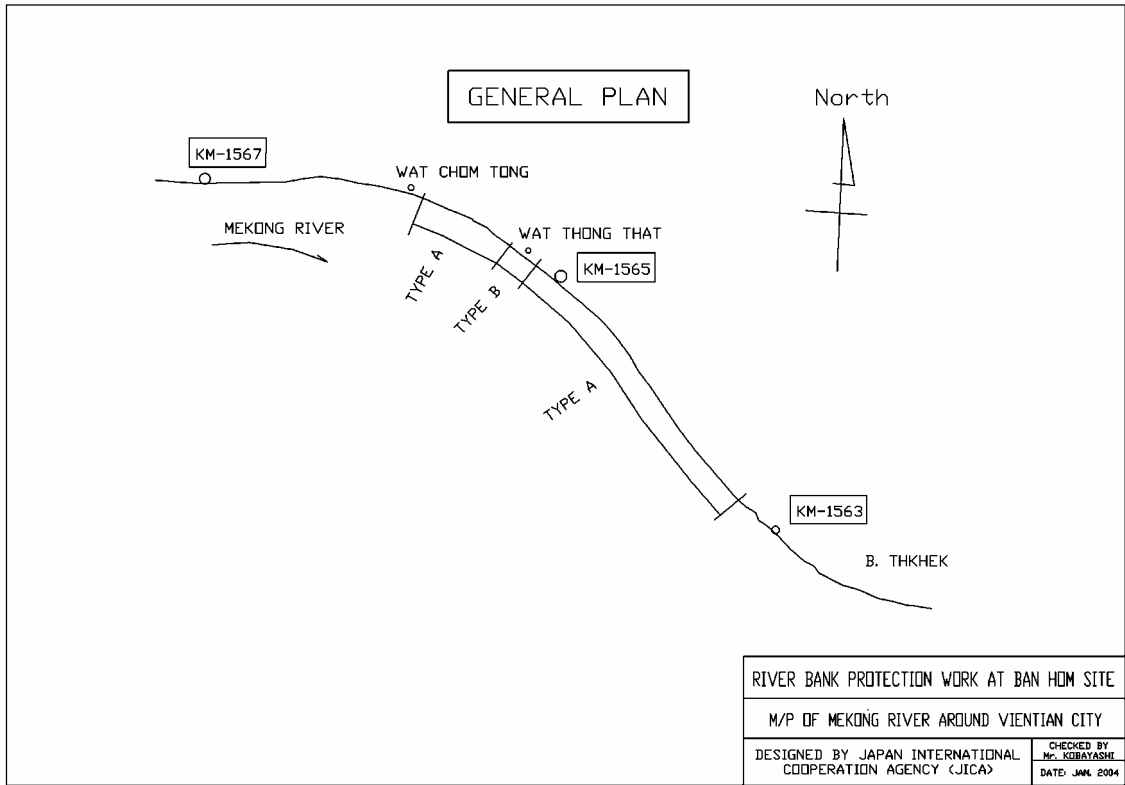 GENERAL PLAN
North
KM-1567
WAT CHOM TONG
MEKONG RIVER
WAT THONG THAT
KM-1565
TYPE A
TYPE B
TYPE A
KM-1563
B. THKHEK
RIVER BANK PROTECTION WORK AT BAN HOM SITE
M/P OF MEKONG RIVER AROUND VIENTIAN CITY
DESIGNED BY JAPAN INTERNATIONAL
COOPERATION AGENCY (JICA)
CHECKED BY
Mr. KOBAYASHI
DATE: JAN. 2004